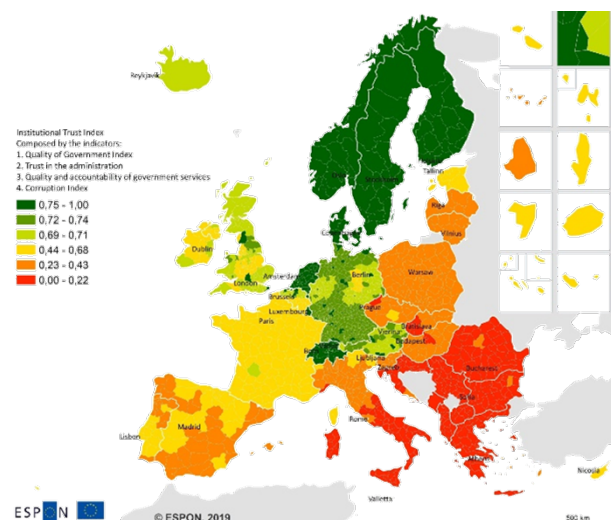 Reykjavik
Institutional Trust Index
Composed by the indicators:
1. Quality of Government Index
2. Trust in the administration
3. Quality and accountability of government services
4. Corruption Index
0,75 - 1,00
0,72 - 0,74
0,69 - 0,71
0,44 - 0,68
0,23 - 0,43
0,00 - 0,22
Tallinn
Riga
Vilnius
Dublin
Amsterdam
Berlin
Warsaw
London
Brussels
Luxembourg
Prague
Paris
Vienna
Bratislava
Budapest
Ljubljana
Zagreb
Bucharest
Sofia
Rome
Madrid
Lisbon
Athens
Nicosia
Valletta
ESPON
© ESPON, 2019
500 km